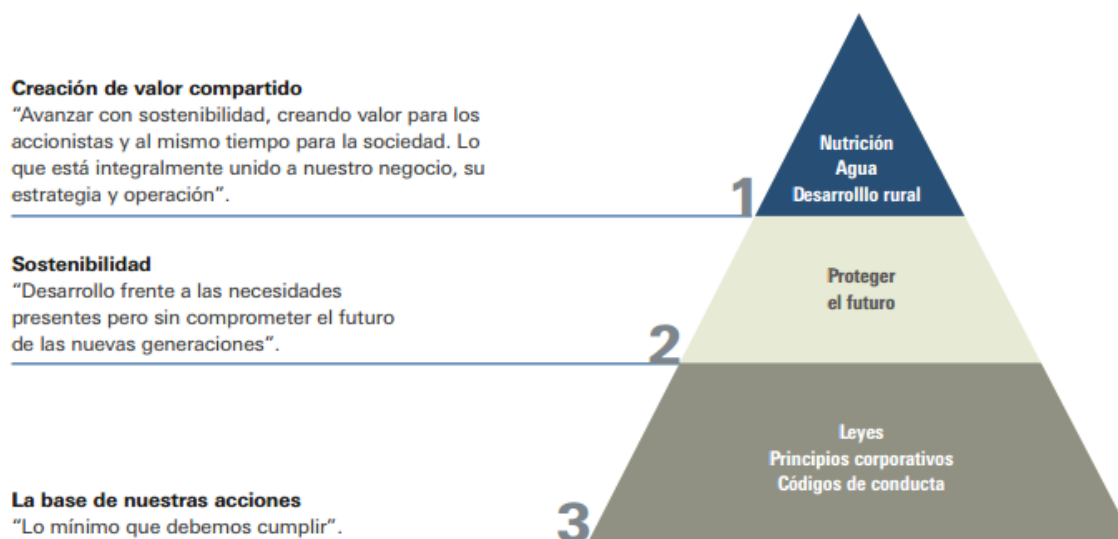 Creación de valor compartido
“Avanzar con sostenibilidad, creando valor para los
accionistas y al mismo tiempo para la sociedad. Lo
que está integralmente unido a nuestro negocio, su
estrategia y operación”.
1
Nutrición
Agua
Desarrolllo rural
Sostenibilidad
“Desarrollo frente a las necesidades
presentes pero sin comprometer el futuro
de las nuevas generaciones”.
2
Proteger
el futuro
La base de nuestras acciones
“Lo mínimo que debemos cumplir”.
3
Leyes
Principios corporativos
Códigos de conducta